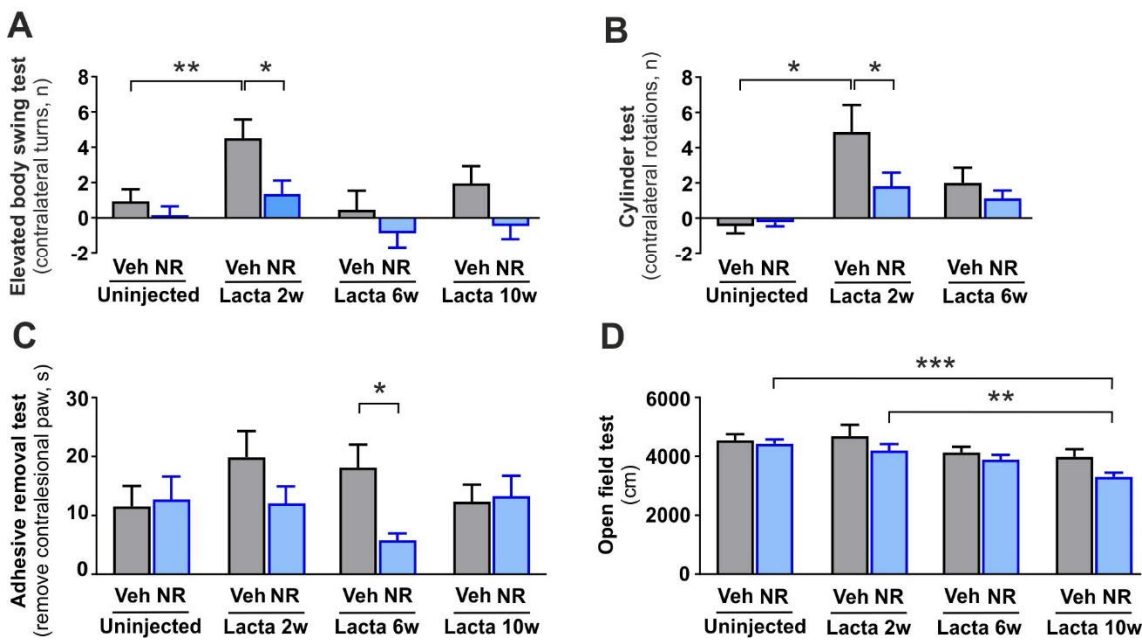 A
Elevated body swing test
(contralateral turns, n)
8
6
4
2
0
-2
**
*
Veh NR Veh NR Veh NR Veh NR
Uninjected Lacta 2w Lacta 6w Lacta 10w
B
Cylinder test
(contralateral rotations, n)
8
6
4
2
0
-2
*
*
Veh NR Veh NR Veh NR
Uninjected Lacta 2w Lacta 6w
C
Adhesive removal test
(remove contralesional paw, s)
30
20
10
0
*
Veh NR Veh NR Veh NR Veh NR
Uninjected Lacta 2w Lacta 6w Lacta 10w
D
Open field test
(cm)
6000
4000
2000
0
***
**
Veh NR Veh NR Veh NR Veh NR
Uninjected Lacta 2w Lacta 6w Lacta 10w